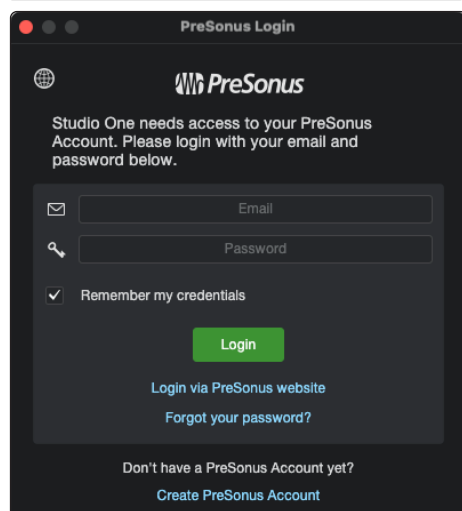 PreSonus Login
PreSonus
Studio One needs access to your PreSonus
Account. Please login with your email and
password below.
Email
Password
Remember my credentials
Login
Login via PreSonus website
Forgot your password?
Don't have a PreSonus Account yet?
Create PreSonus Account